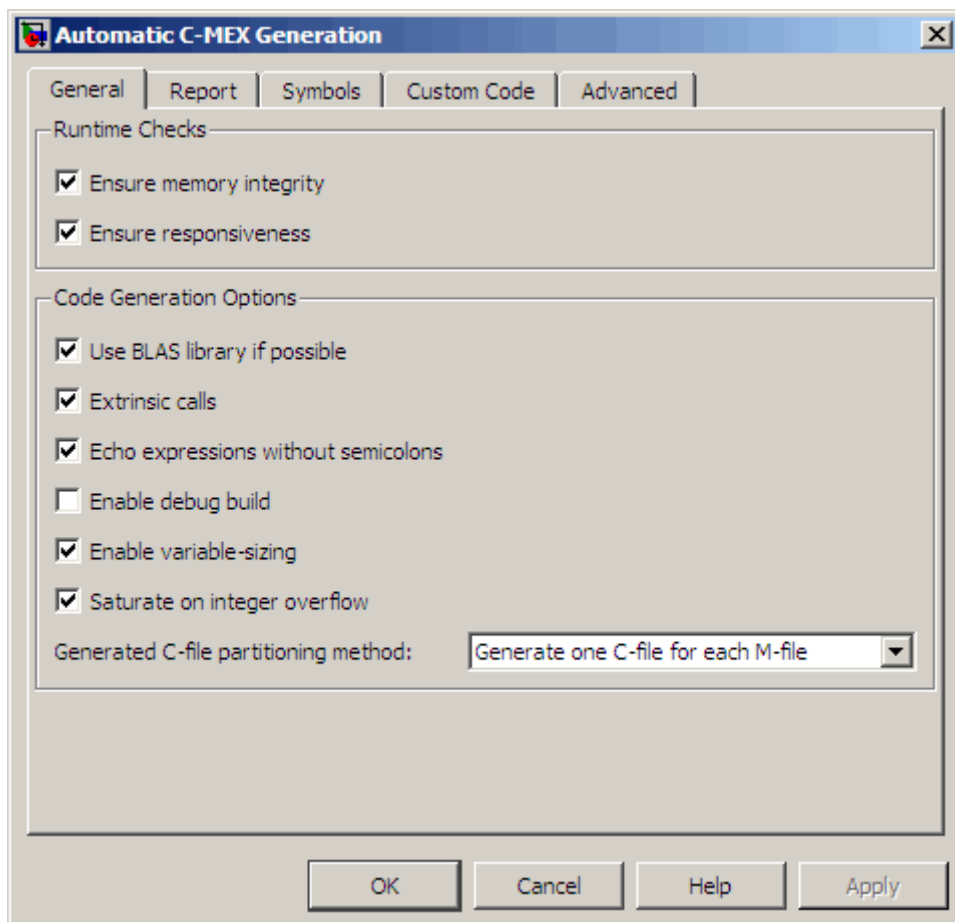 Automatic C-MEX Generation
General Report Symbols Custom Code Advanced
Runtime Checks
Ensure memory integrity
Ensure responsiveness
Code Generation Options
Use BLAS library if possible
Extrinsic calls
Echo expressions without semicolons
Enable debug build
Enable variable-sizing
Saturate on integer overflow
Generated C-file partitioning method: Generate one C-file for each M-file
OK Cancel Help Apply